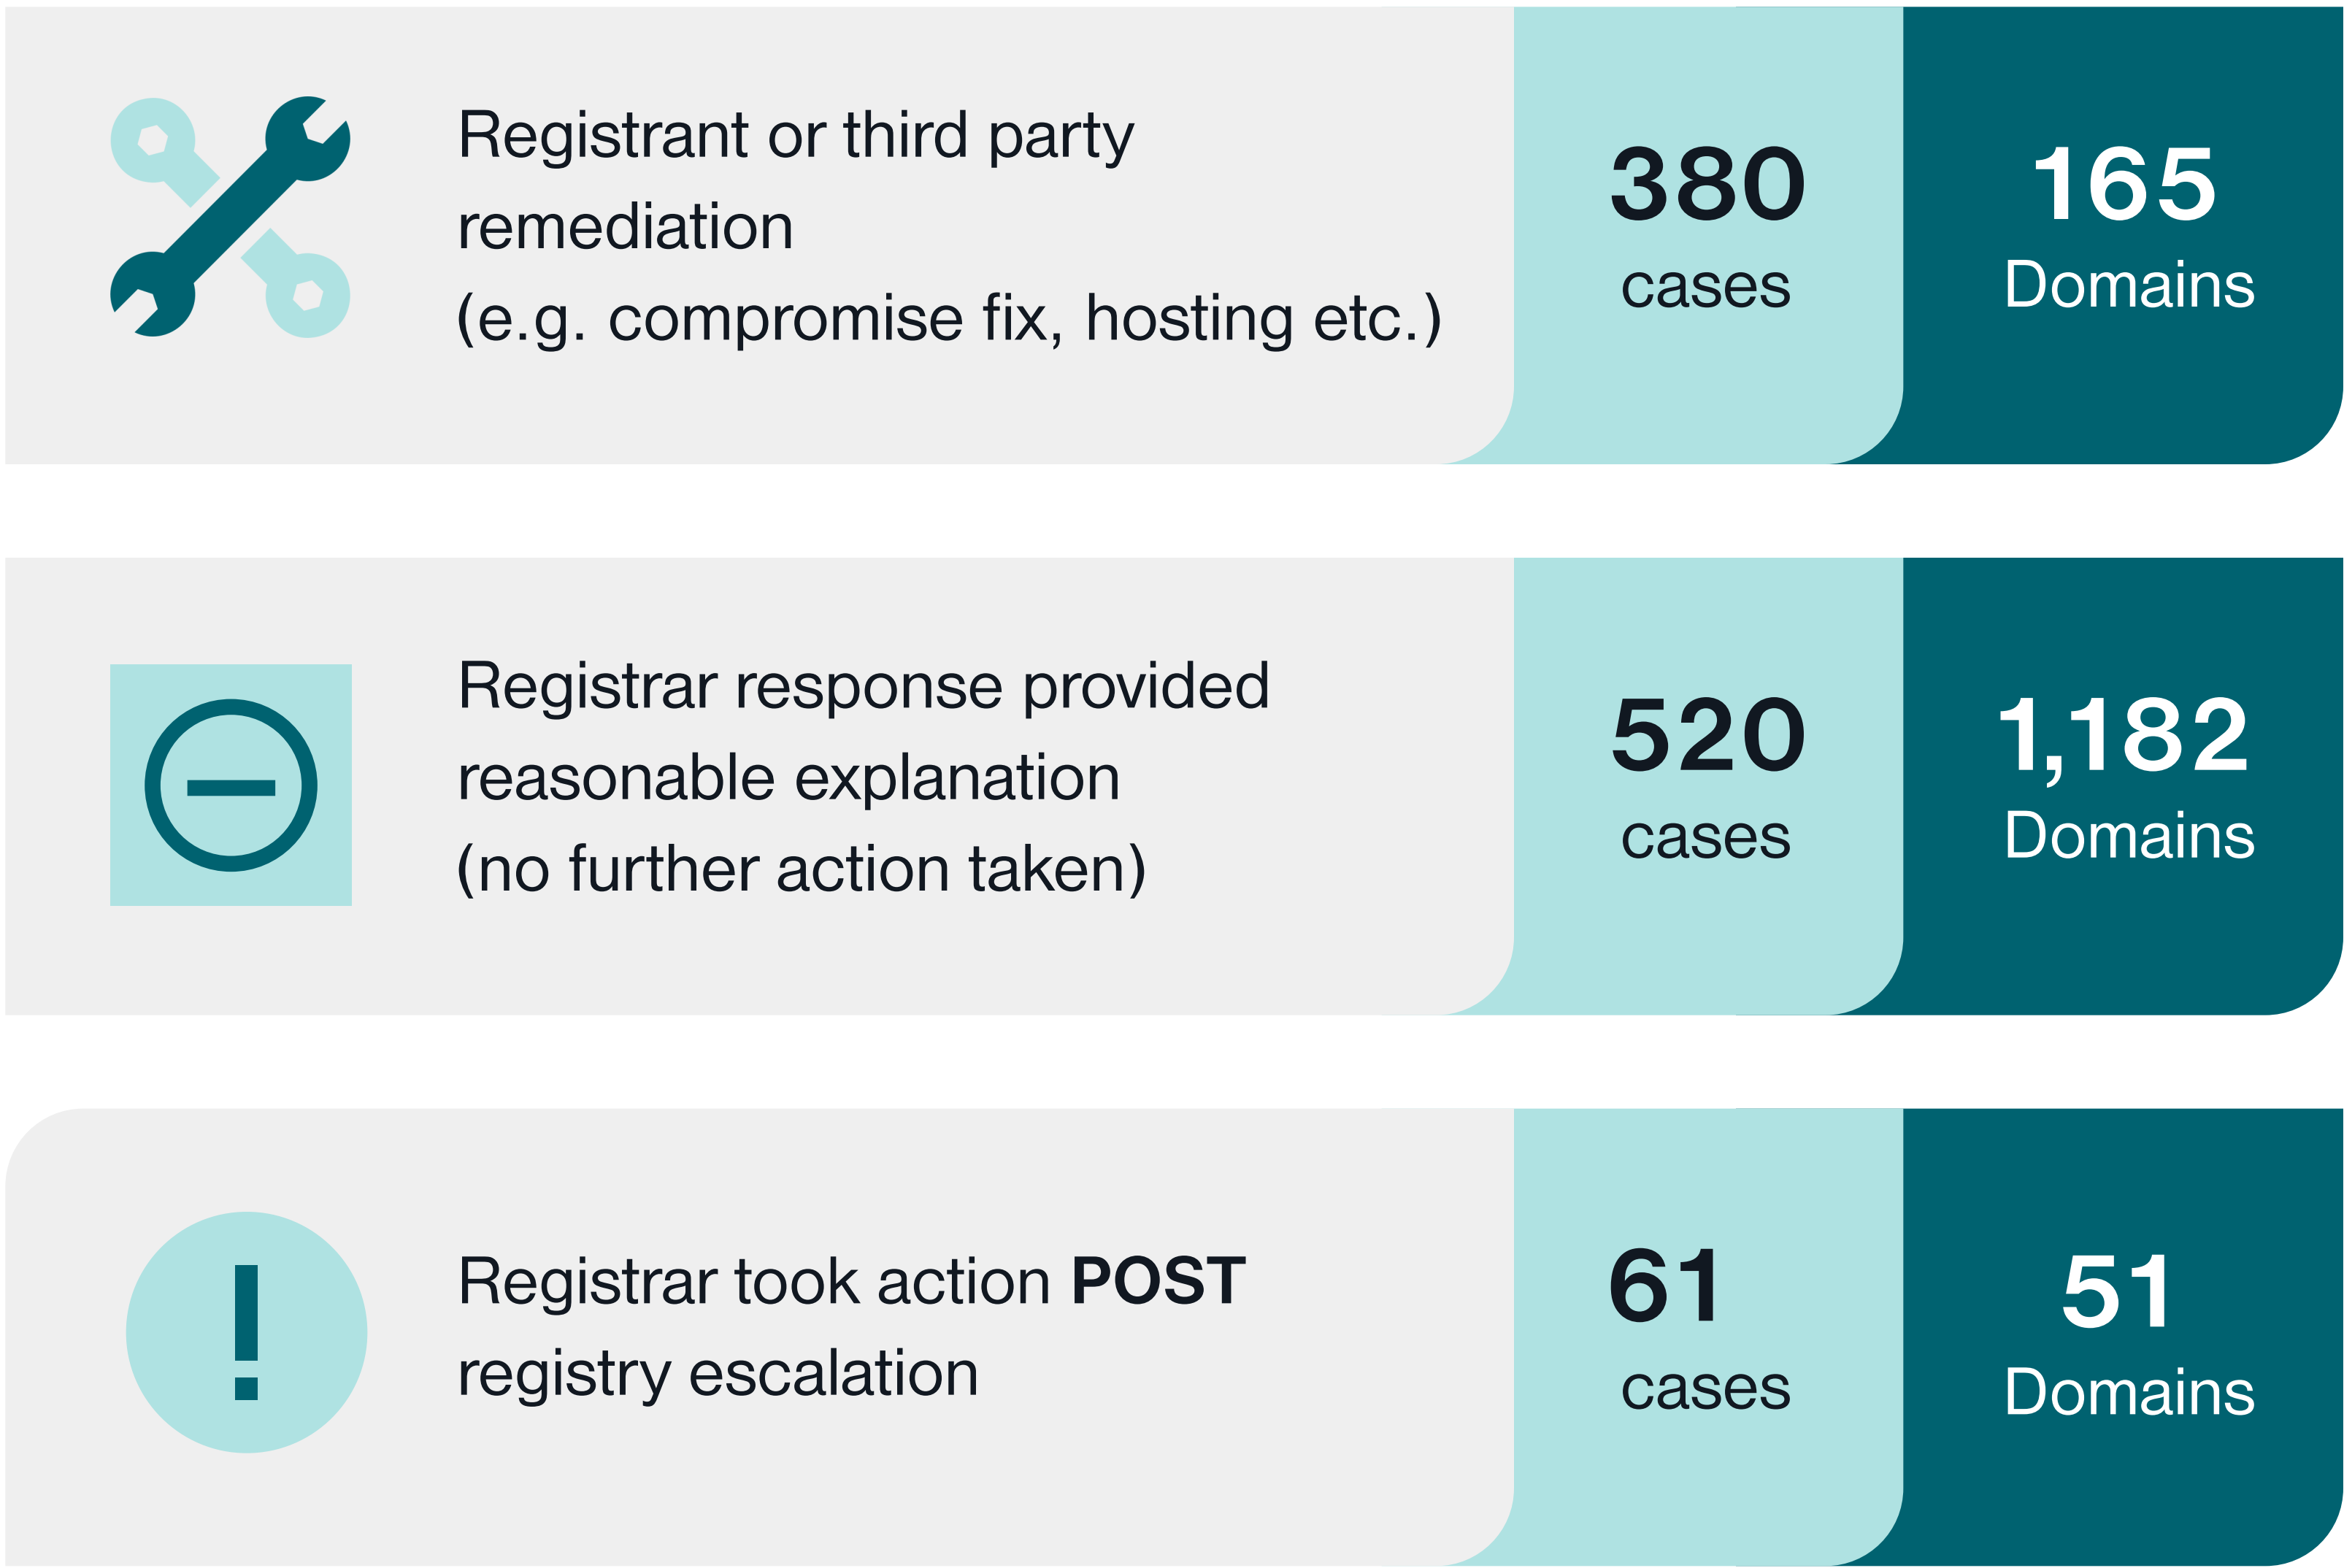 Registrant or third party
remediation
(e.g. compromise fix, hosting etc.)
380
cases
165
Domains
Registrar response provided
reasonable explanation
(no further action taken)
520
cases
1,182
Domains
Registrar took action POST
registry escalation
61
cases
51
Domains